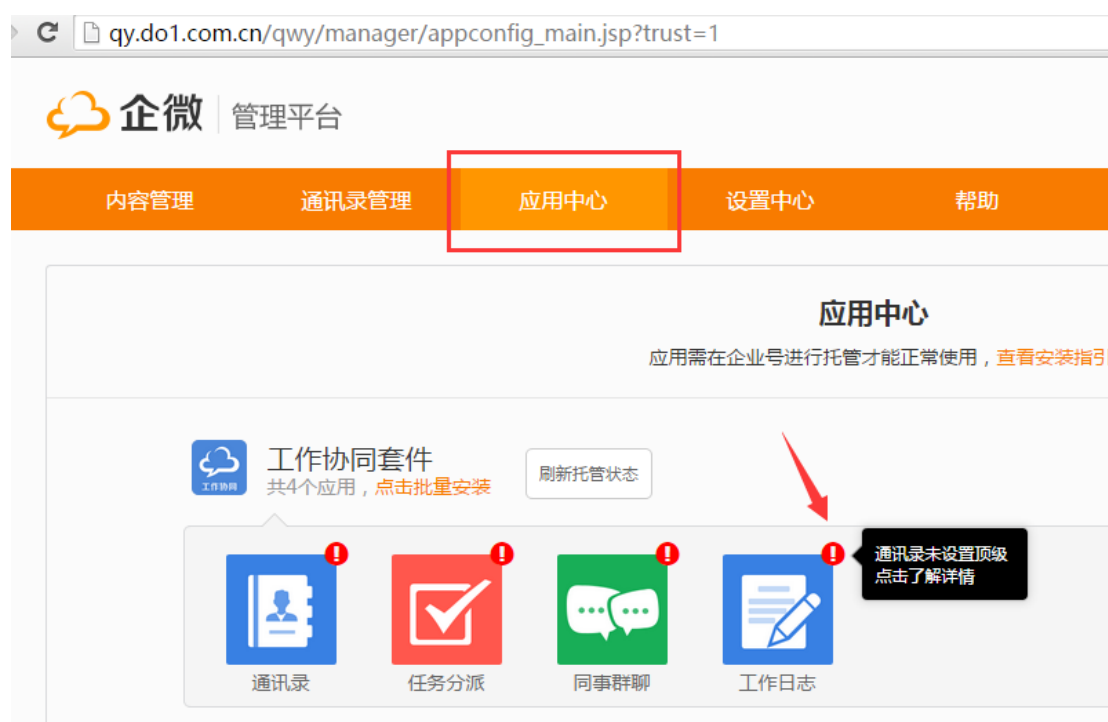 qy.do1.com.cn/qwy/manager/appconfig_main.jsp?trust=1
企微 管理平台
内容管理 通讯录管理 应用中心 设置中心 帮助
应用中心
应用需在企业号进行托管才能正常使用，查看安装指引
工作协同
工作协同套件
共4个应用，点击批量安装
刷新托管状态
通讯录未设置顶级
点击了解详情
通讯录 任务分派 同事群聊 工作日志